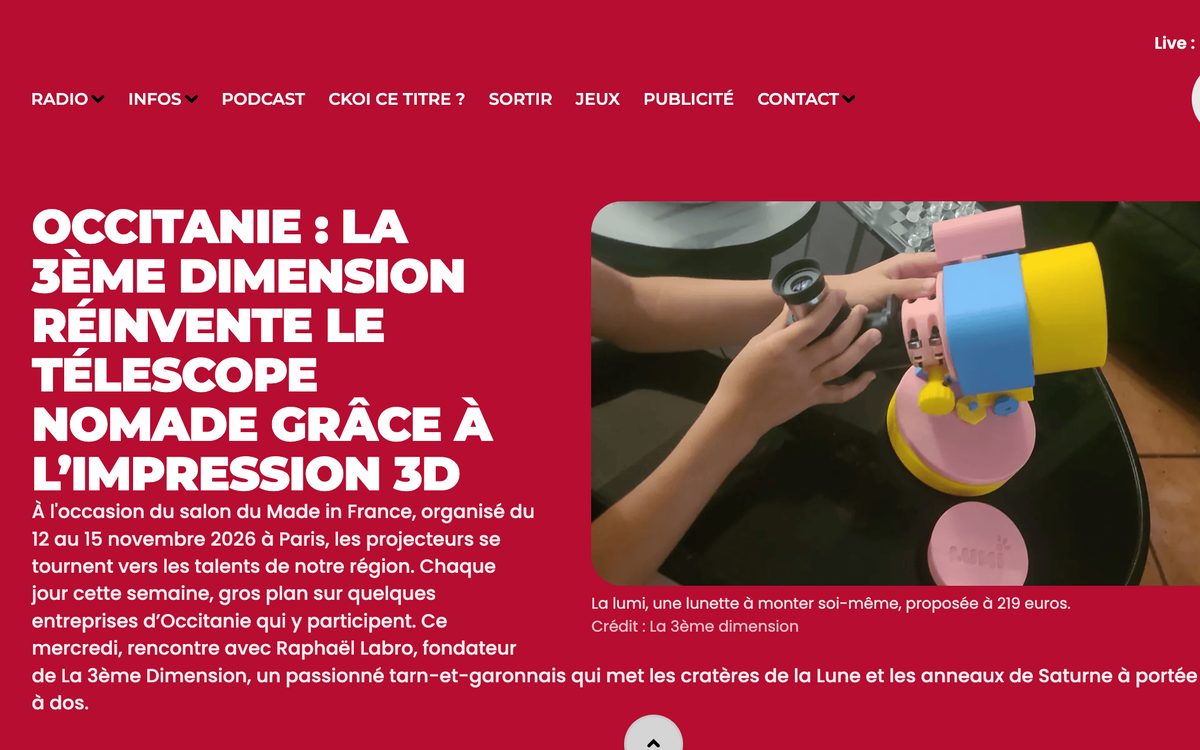 Live :
RADIO
INFOS
PODCAST
CKOI CE TITRE ?
SORTIR
JEUX
PUBLICITÉ
CONTACT
OCCITANIE : LA
3ÈME DIMENSION
RÉINVENTE LE
TÉLESCOPE
NOMADE GRÂCE À
L’IMPRESSION 3D
À l'occasion du salon du Made in France, organisé du
12 au 15 novembre 2026 à Paris, les projecteurs se
tournent vers les talents de notre région. Chaque
jour cette semaine, gros plan sur quelques
entreprises d’Occitanie qui y participent. Ce
mercredi, rencontre avec Raphaël Labro, fondateur
de La 3ème Dimension, un passionné tarn-et-garonnais qui met les cratères de la Lune et les anneaux de Saturne à portée
à dos.
LUMI
La lumi, une lunette à monter soi-même, proposée à 219 euros.
Crédit : La 3ème dimension